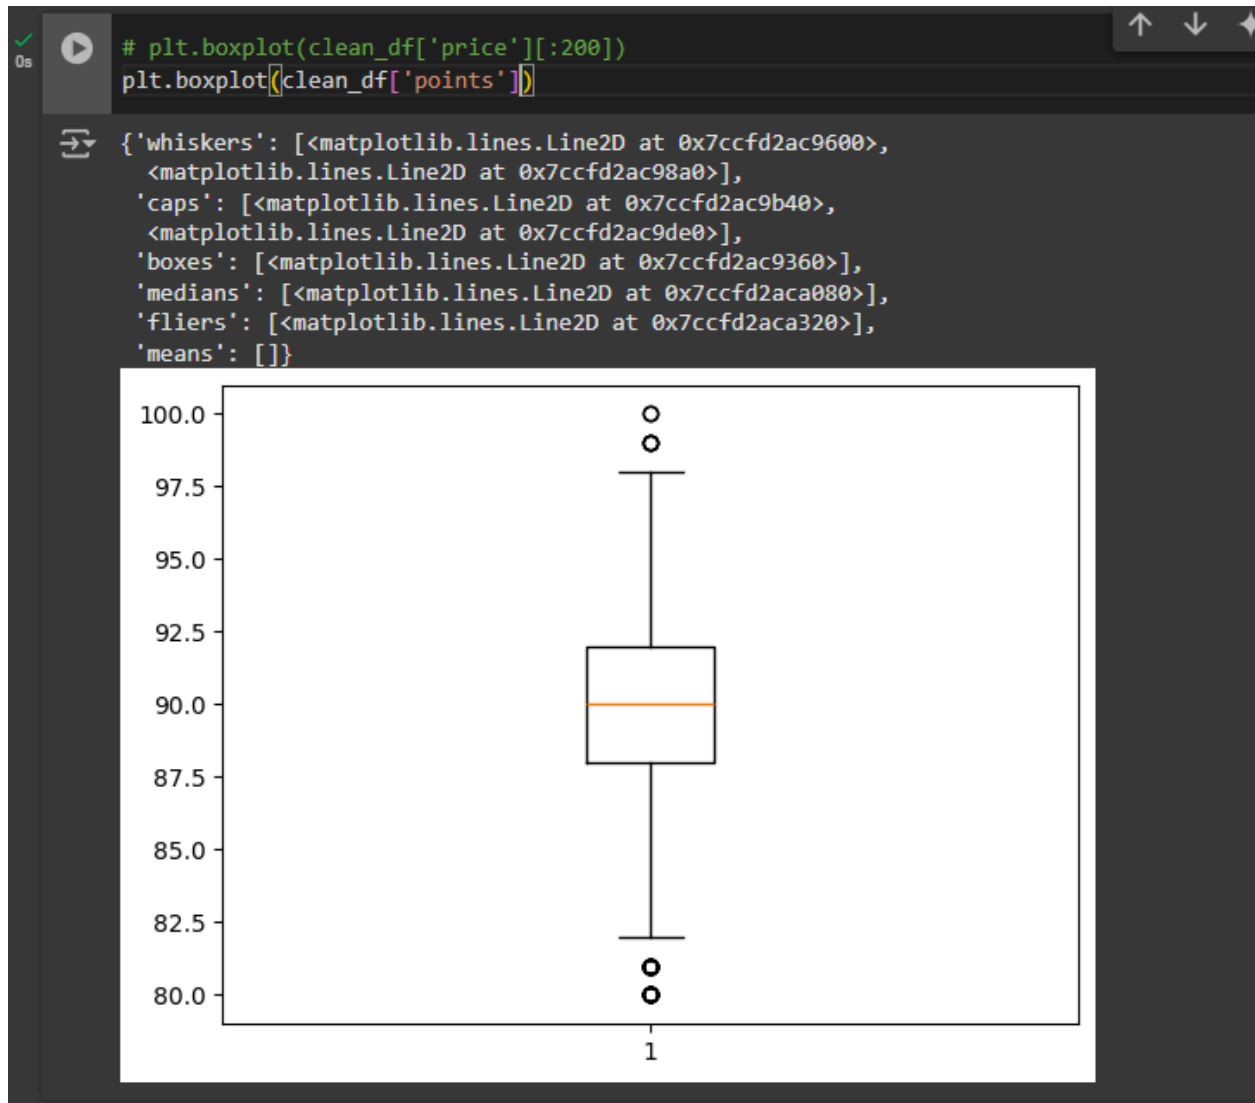 0s
# plt.boxplot(clean_df['price'][:200])
plt.boxplot(clean_df['points'])
{'whiskers': [<matplotlib.lines.Line2D at 0x7ccfd2ac9600>,
<matplotlib.lines.Line2D at 0x7ccfd2ac98a0>],
'caps': [<matplotlib.lines.Line2D at 0x7ccfd2ac9b40>,
<matplotlib.lines.Line2D at 0x7ccfd2ac9de0>],
'boxes': [<matplotlib.lines.Line2D at 0x7ccfd2ac9360>],
'medians': [<matplotlib.lines.Line2D at 0x7ccfd2aca080>],
'fliers': [<matplotlib.lines.Line2D at 0x7ccfd2aca320>],
'means': []}
100.0
97.5
95.0
92.5
90.0
87.5
85.0
82.5
80.0
1